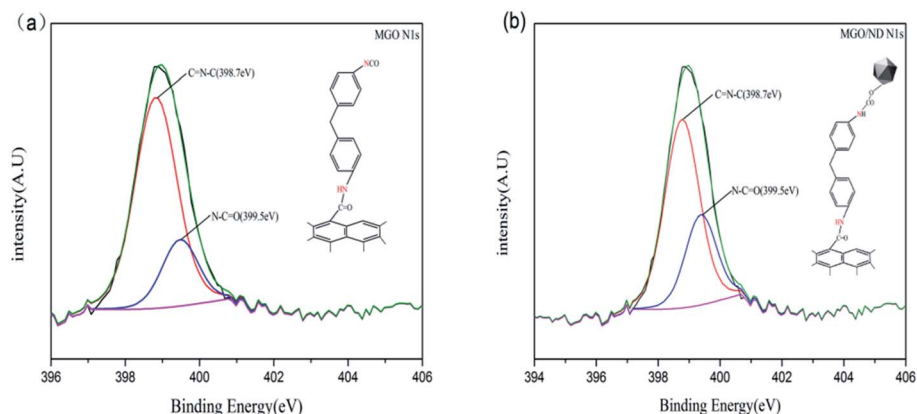 (a)
MGO N1s
C=N-C(398.7eV)
N-C=O(399.5eV)
NCO
HN
C=O
intensity(A.U)
396 398 400 402 404 406
Binding Energy(eV)
(b)
MGO/ND N1s
C=N-C(398.7eV)
N-C=O(399.5eV)
O
CO
O
NH
HN
C=O
intensity(A.U)
394 396 398 400 402 404 406
Binding Energy(eV)